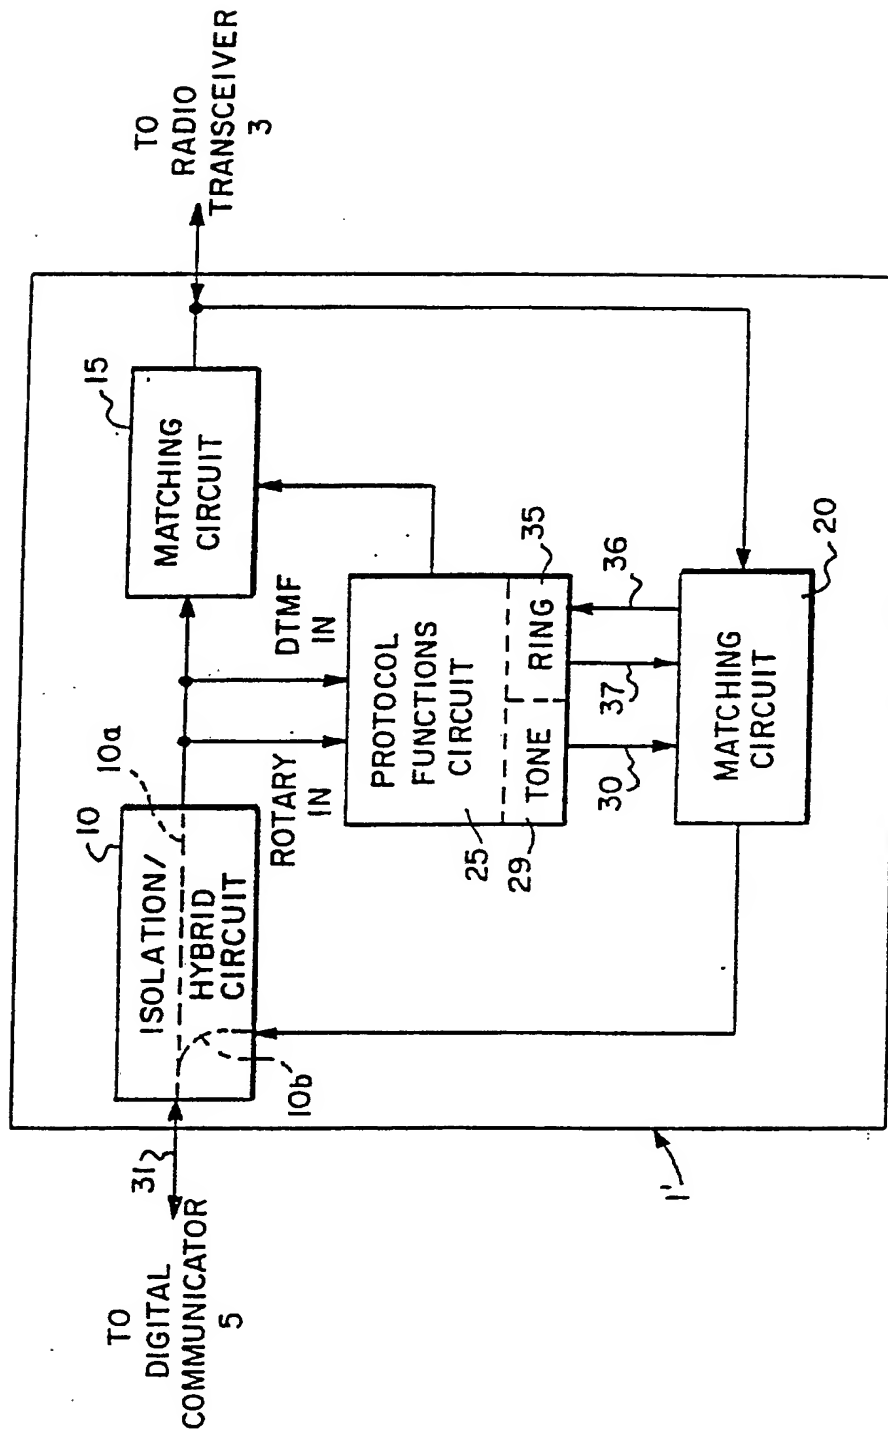 TO
DIGITAL
COMMUNICATOR
5
31
10
10a
ISOLATION/
HYBRID
CIRCUIT
10b
ROTARY
IN
DTMF
IN
15
MATCHING
CIRCUIT
TO
RADIO
TRANSCEIVER
3
PROTOCOL
FUNCTIONS
CIRCUIT
25
29
TONE
RING
35
30
37
36
MATCHING
CIRCUIT
20
1'